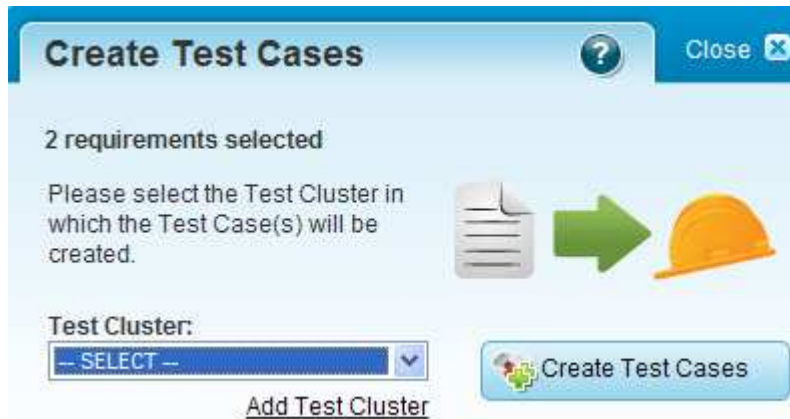 Create Test Cases
?
Close
2 requirements selected
Please select the Test Cluster in
which the Test Case(s) will be
created.
Test Cluster:
-- SELECT --
Create Test Cases
Add Test Cluster